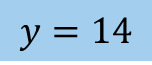 y = 14